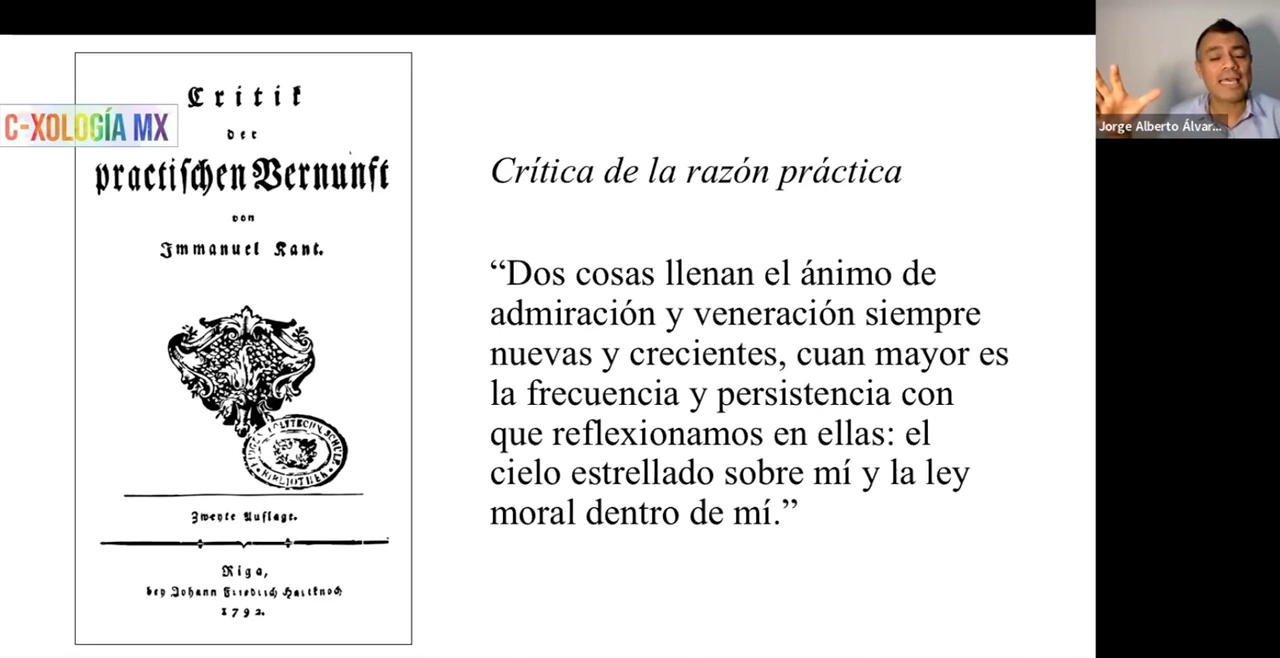 Critik
der
practischen Vernunft
von
Immanuel Kant.
Zweyte Auflage.
Riga,
bey Johann Friedrich Hartknoch
1792.
C-XOLOGÍA MX
Crítica de la razón práctica
“Dos cosas llenan el ánimo de
admiración y veneración siempre
nuevas y crecientes, cuan mayor es
la frecuencia y persistencia con
que reflexionamos en ellas: el
cielo estrellado sobre mí y la ley
moral dentro de mí.”
Jorge Alberto Álvar...